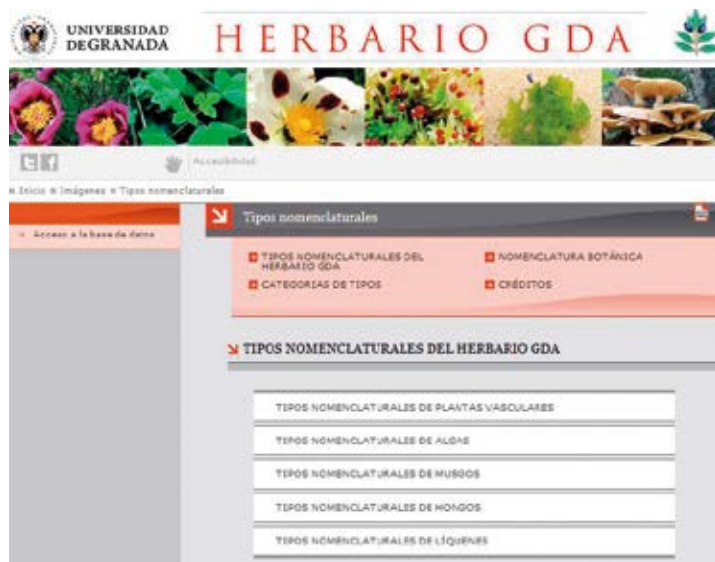 UNIVERSIDAD
DE GRANADA
HERBARIO GDA
Accesibilidad
Inicio Imágenes Tipos nomenclaturales
Acceso a la base de datos
Tipos nomenclaturales
TIPOS NOMENCLATURALES DEL
HERBARIO GDA
NOMENCLATURA BOTÁNICA
CATEGORIAS DE TIPOS
CRÉDITOS
TIPOS NOMENCLATURALES DEL HERBARIO GDA
TIPOS NOMENCLATURALES DE PLANTAS VASCULARES
TIPOS NOMENCLATURALES DE ALGAS
TIPOS NOMENCLATURALES DE MUSGOS
TIPOS NOMENCLATURALES DE HONGOS
TIPOS NOMENCLATURALES DE LÍQUENES